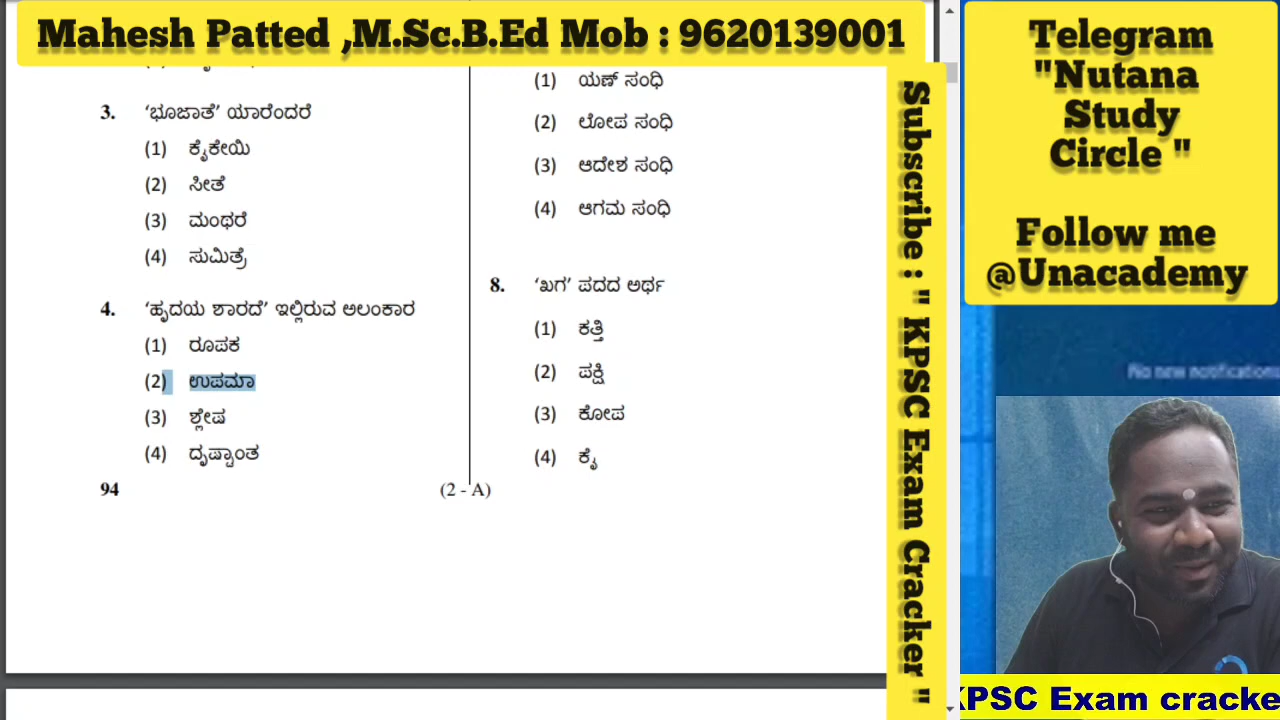 Mahesh Patted ,M.Sc.B.Ed Mob : 9620139001
3. ‘ಭೂಜಾತೆ’ ಯಾರೆಂದರೆ
(1) ಕೈಕೇಯಿ
(2) ಸೀತೆ
(3) ಮಂಥರೆ
(4) ಸುಮಿತ್ರೆ
4. ‘ಹೃದಯ ಶಾರದೆ’ ಇಲ್ಲಿರುವ ಅಲಂಕಾರ
(1) ರೂಪಕ
(2) ಉಪಮಾ
(3) ಶ್ಲೇಷ
(4) ದೃಷ್ಟಾಂತ
(1) ಯಣ್ ಸಂಧಿ
(2) ಲೋಪ ಸಂಧಿ
(3) ಆದೇಶ ಸಂಧಿ
(4) ಆಗಮ ಸಂಧಿ
8. ‘ಖಗ’ ಪದದ ಅರ್ಥ
(1) ಕತ್ತಿ
(2) ಪಕ್ಷಿ
(3) ಕೋಪ
(4) ಕೈ
94
(2 - A)
Subscribe : " KPSC Exam Cracker "
Telegram
"Nutana
Study
Circle "
Follow me
@Unacademy
No new notifications
KPSC Exam cracke